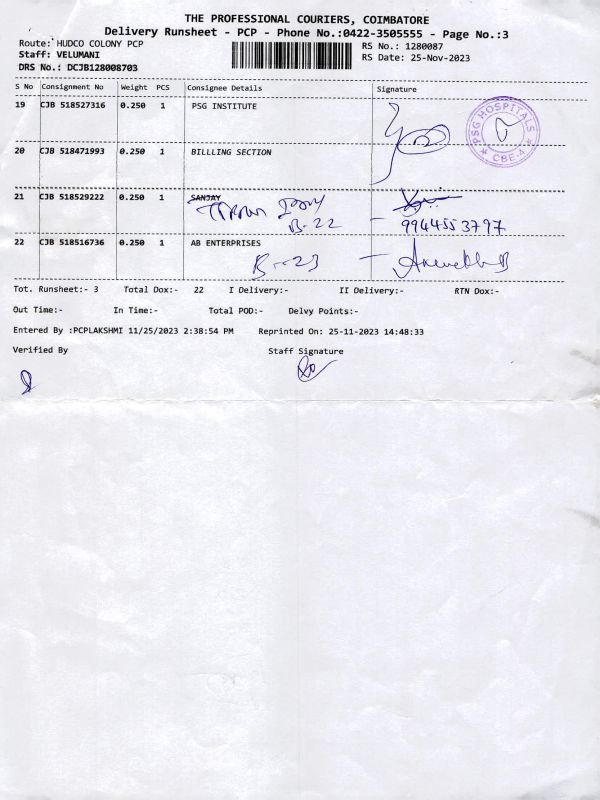 THE PROFESSIONAL COURIERS, COIMBATORE
Delivery Runsheet - PCP - Phone No.:0422-3505555 - Page No.:3
Route: HUDCO COLONY PCP
Staff: VELUMANI
DRS No.: DCJB128008703
RS No.: 1280087
RS Date: 25-Nov-2023
S No Consignment No Weight PCS Consignee Details Signature
19 CJB 518527316 0.250 1 PSG INSTITUTE
PSG HOSPITALS
CBE-4
20 CJB 518471993 0.250 1 BILLLING SECTION
21 CJB 518529222 0.250 1 SANJAY
B-22 - 9944553797
22 CJB 518516736 0.250 1 AB ENTERPRISES
B-23 -
Tot. Runsheet:- 3 Total Dox:- 22 I Delivery:- II Delivery:- RTN Dox:-
Out Time:- In Time:- Total POD:- Delvy Points:-
Entered By :PCPLAKSHMI 11/25/2023 2:38:54 PM Reprinted On: 25-11-2023 14:48:33
Verified By Staff Signature